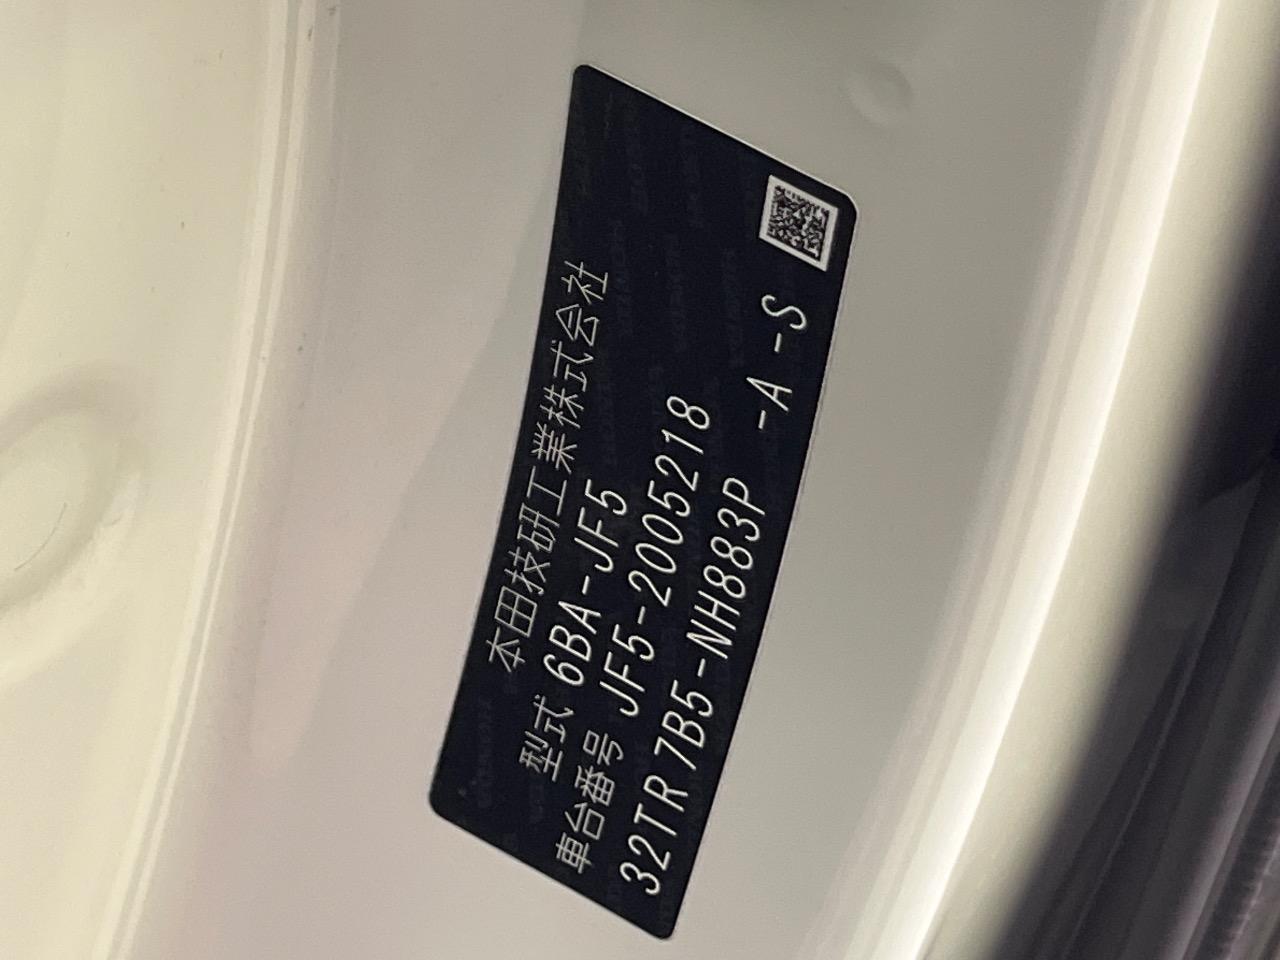 本田技研工業株式会社
型式 6BA-JF5
車台番号 JF5-2005218
32TR 7B5-NH883P -A -S